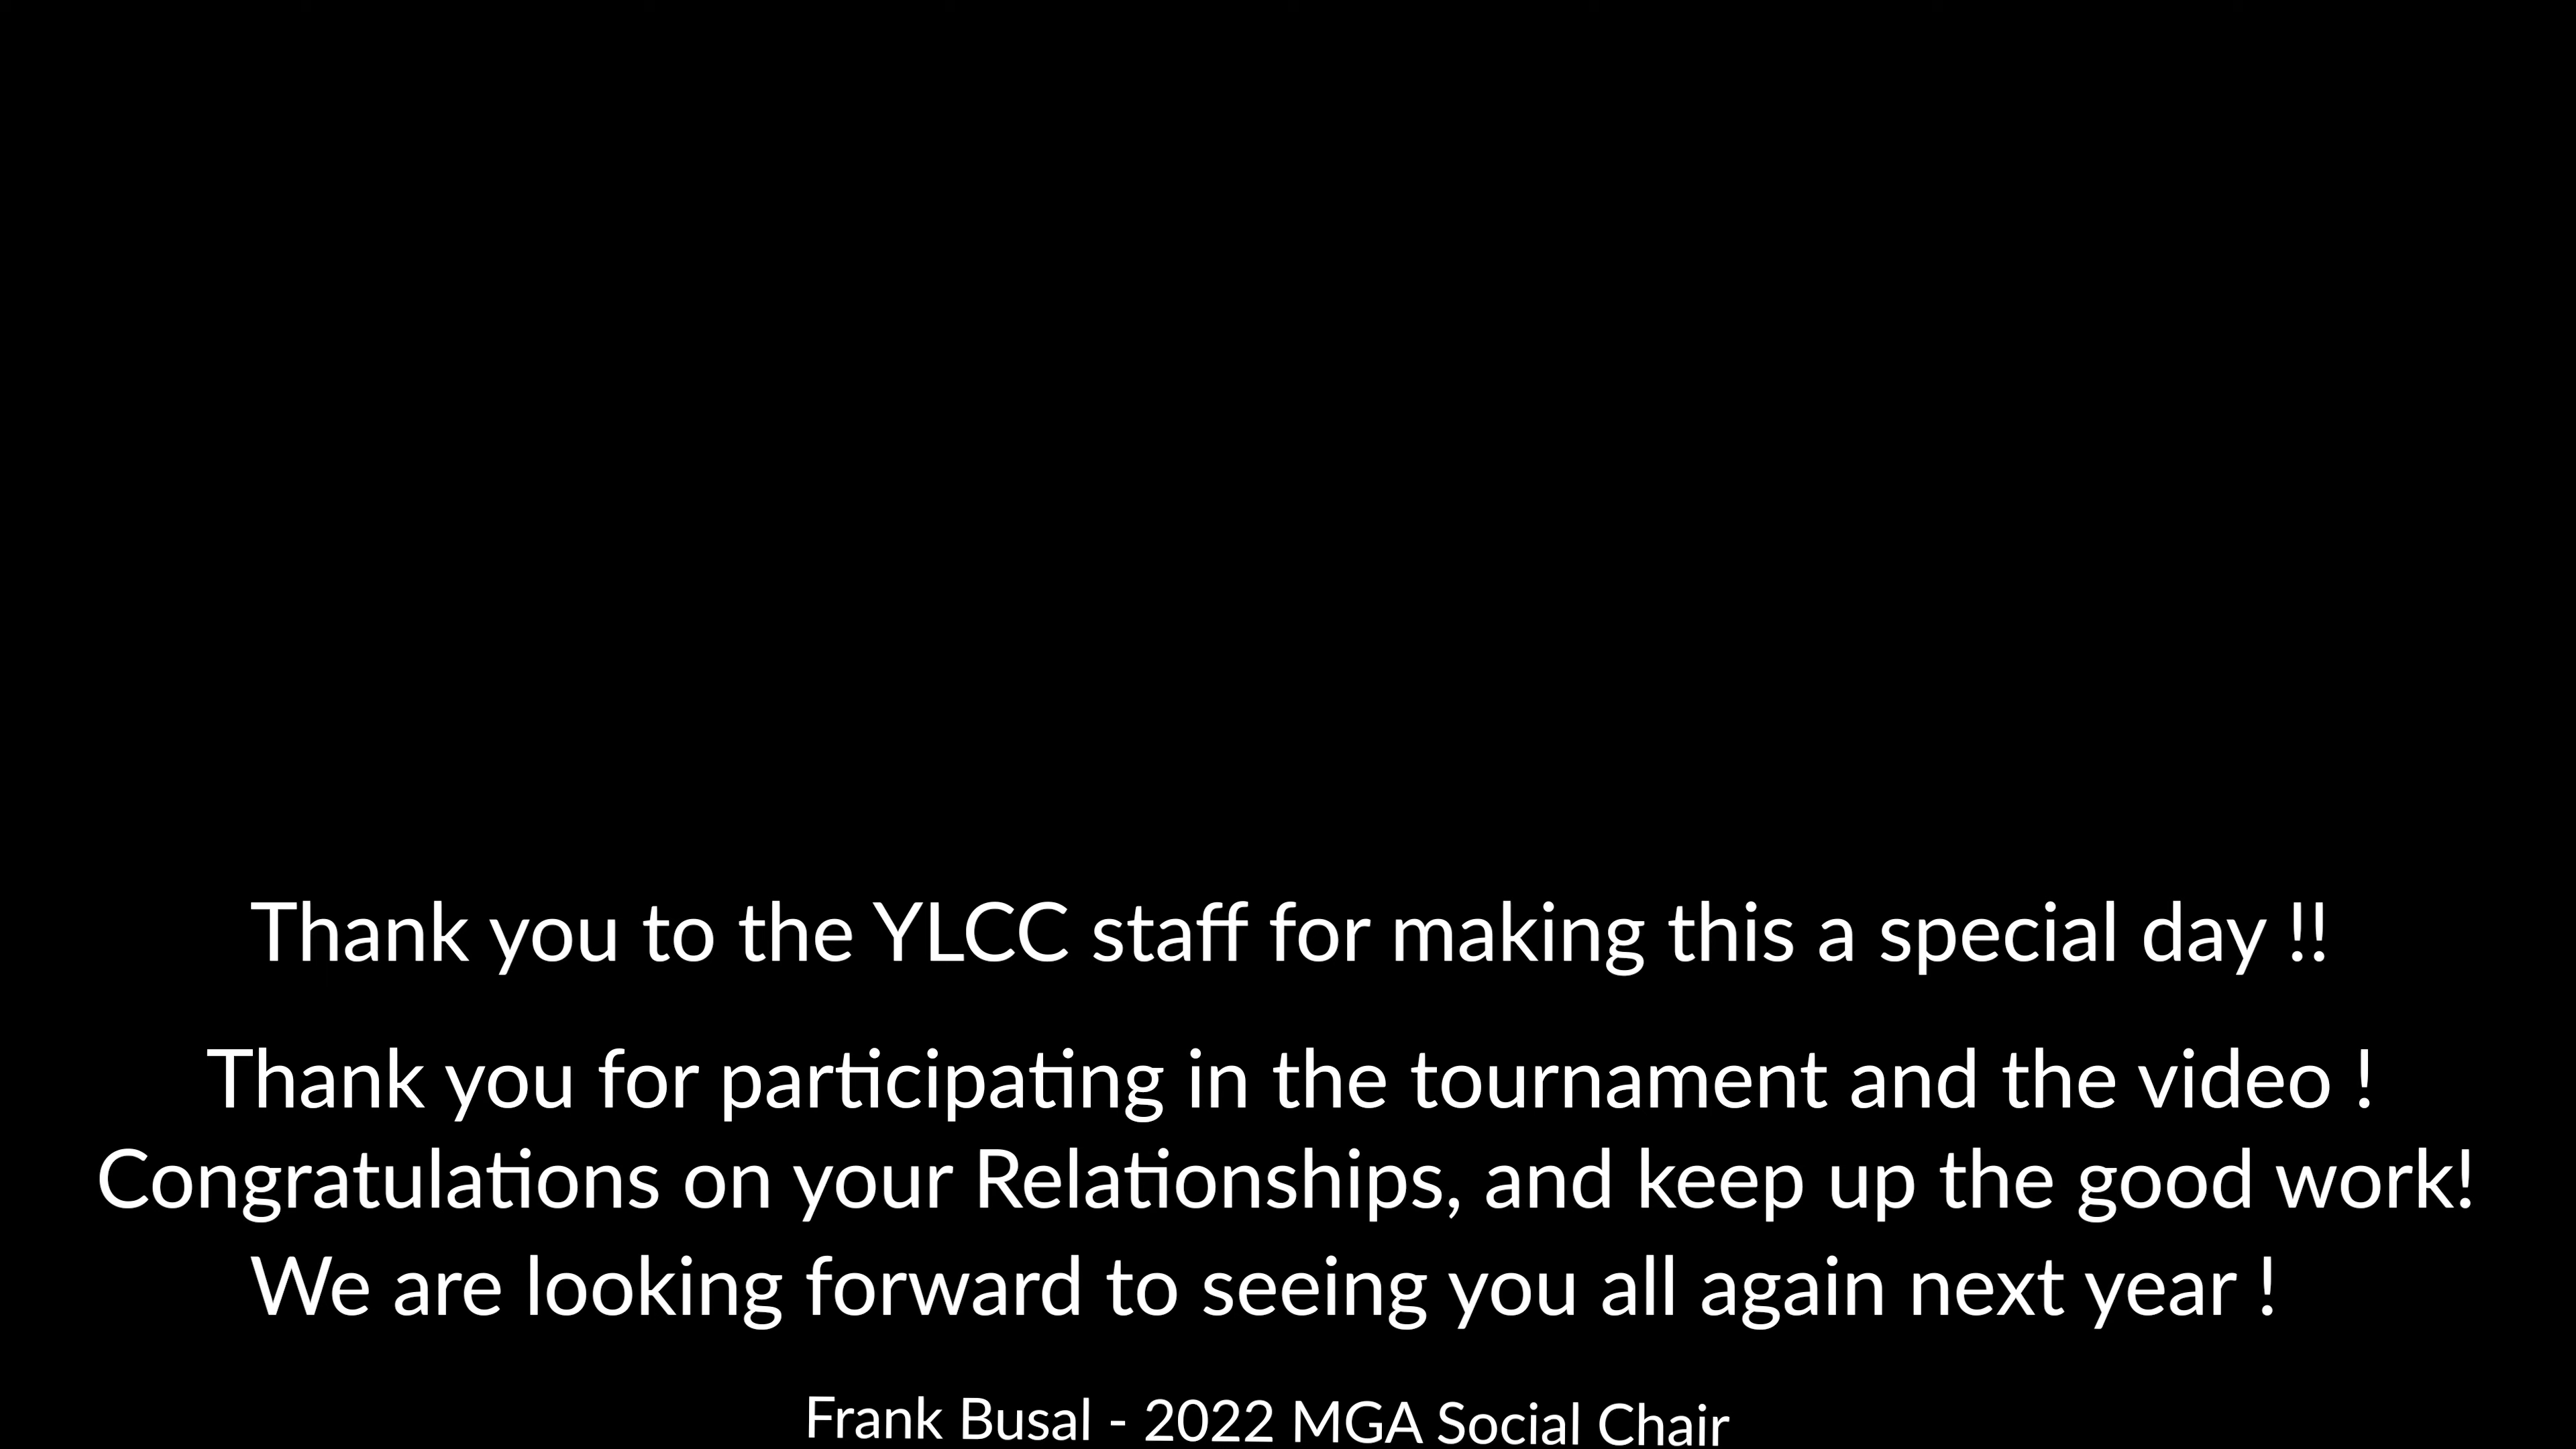 Thank you to the YLCC staff for making this a special day !!
Thank you for participating in the tournament and the video !
Congratulations on your Relationships, and keep up the good work!
We are looking forward to seeing you all again next year !
Frank Busal - 2022 MGA Social Chair